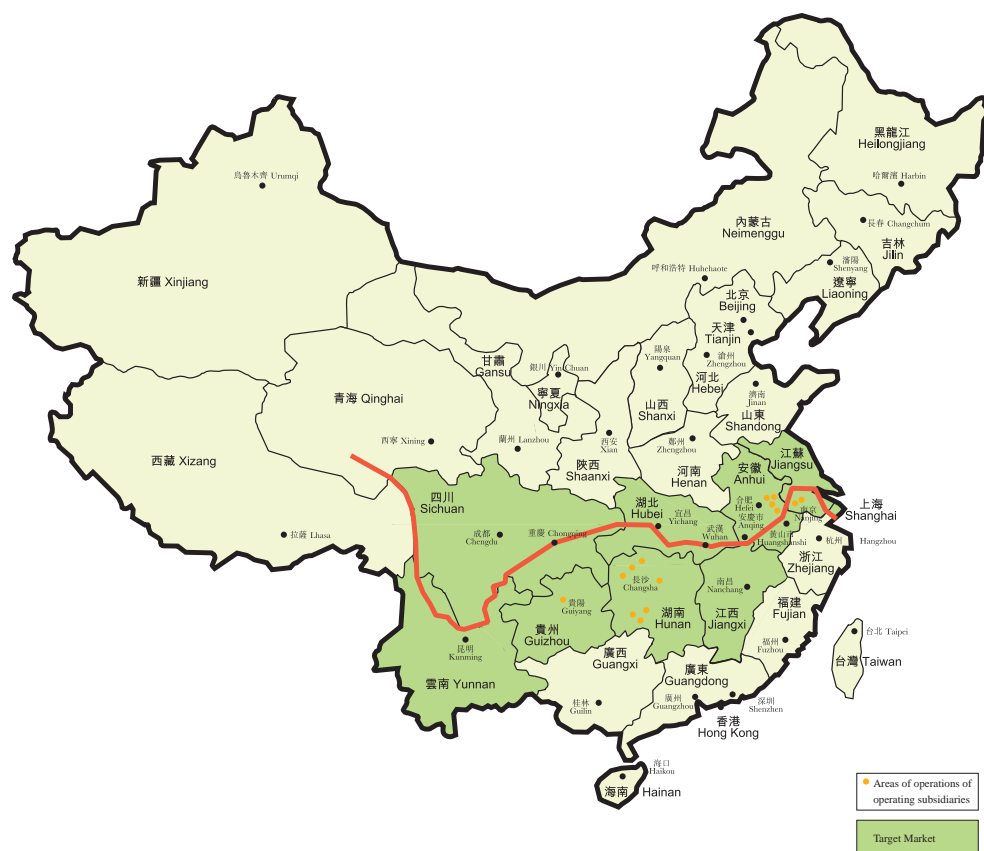 黑龍江
Heilongjiang
哈爾濱 Harbin
烏魯木齊 Urumqi
內蒙古
Neimenggu
長春 Changchum
吉林
Jilin
瀋陽
Shenyang
遼寧
Liaoning
呼和浩特 Huhehaote
北京
Beijing
天津
Tianjin
新疆 Xinjiang
陽泉
Yangquan
滄州
Zhengzhou
河北
Hebei
甘肅
Gansu
銀川 Yin Chuan
寧夏
Ningxia
山西
Shanxi
濟南
Jinan
山東
Shandong
青海 Qinghai
西寧 Xining
蘭州 Lanzhou
西安
Xian
陝西
Shaanxi
鄭州
Zhengzhou
河南
Henan
江蘇
Jiangsu
安徽
Anhui
西藏 Xizang
四川
Sichuan
湖北
Hubei
宜昌
Yichang
合肥
Hefei
安慶市
Anqing
南京
Nanjing
上海
Shanghai
黃山市
Huangshanshi
拉薩 Lhasa
成都
Chengdu
重慶 Chongqing
武漢
Wuhan
杭州
Hangzhou
浙江
Zhejiang
長沙
Changsha
南昌
Nanchang
貴陽
Guiyang
貴州
Guizhou
湖南
Hunan
江西
Jiangxi
福建
Fujian
福州
Fuzhou
台北 Taipei
台灣 Taiwan
昆明
Kunming
雲南 Yunnan
廣西
Guangxi
桂林
Guilin
廣東
Guangdong
廣州
Guangzhou
深圳
Shenzhen
香港
Hong Kong
海口
Haikou
海南 Hainan
Areas of operations of
operating subsidiaries
Target Market